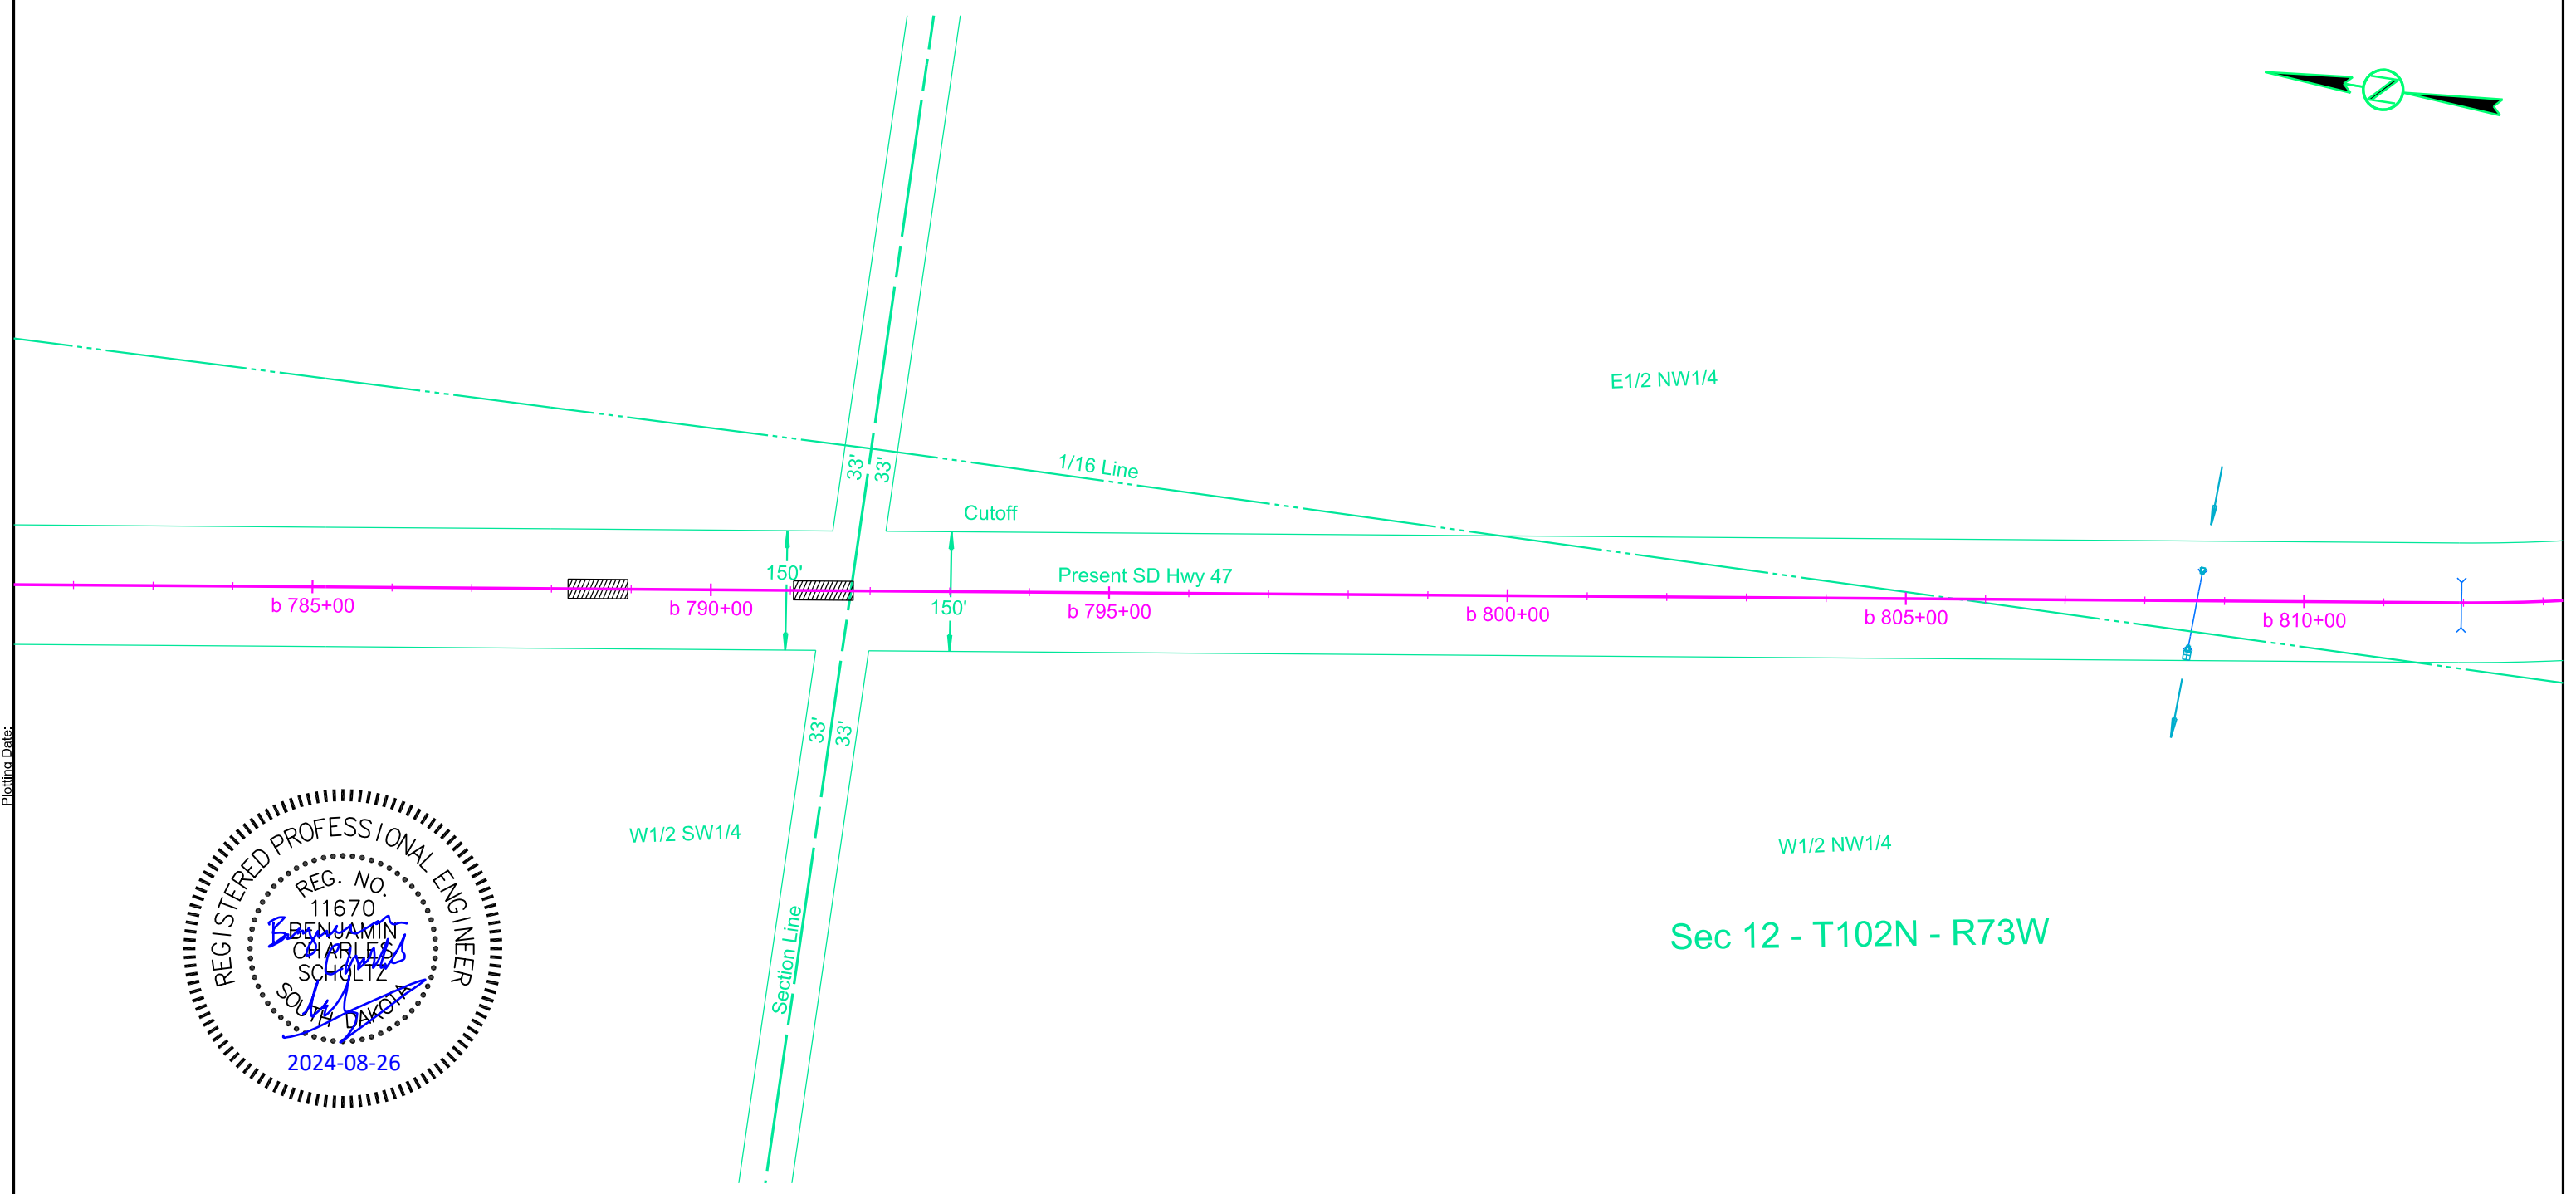 E1/2 NW1/4
33'
33'
1/16 Line
Cutoff
150'
Present SD Hwy 47
150'
b 785+00
b 790+00
b 795+00
b 800+00
b 805+00
b 810+00
33'
33'
Plotting Date:
W1/2 SW1/4
W1/2 NW1/4
Section Line
Sec 12 - T102N - R73W
REGISTERED PROFESSIONAL ENGINEER
REG. NO.
11670
BENJAMIN
CHARLES
SCHOLTZ
SOUTH DAKOTA
2024-08-26